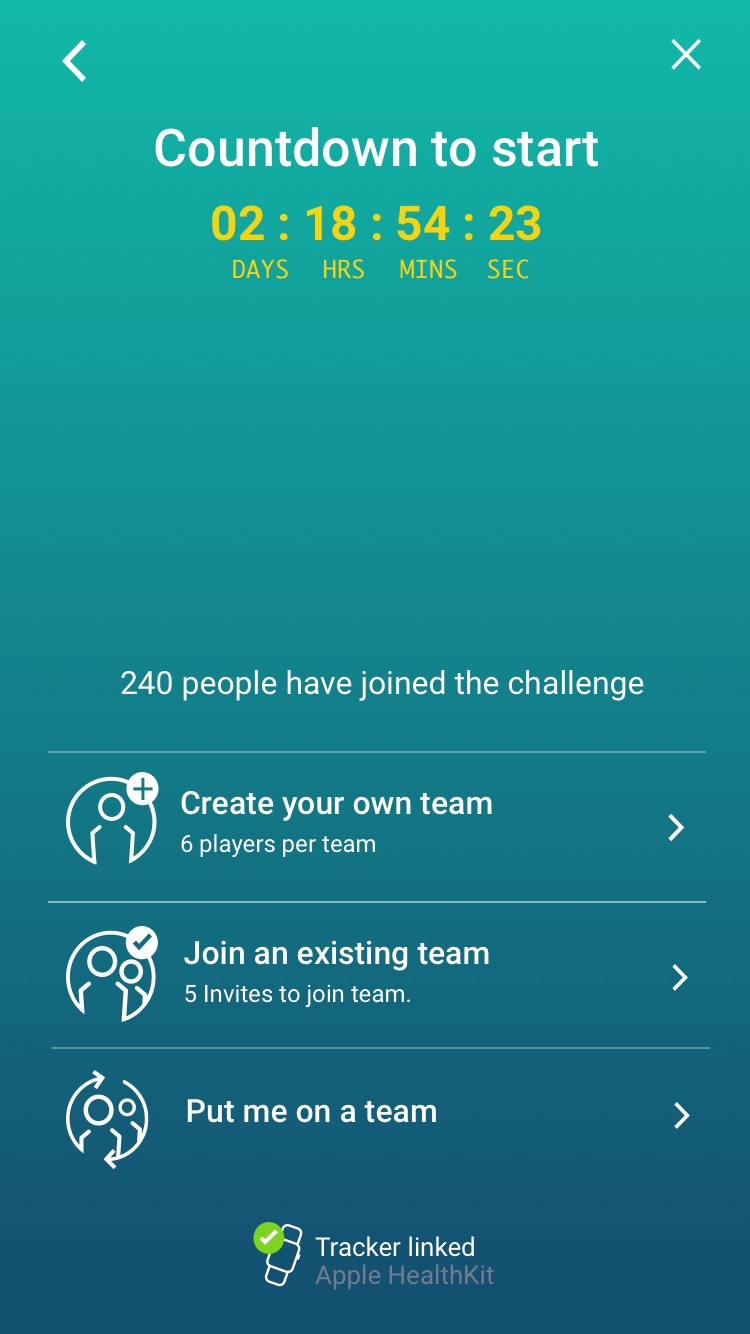 Countdown to start
02 : 18 : 54 : 23
DAYS HRS MINS SEC
240 people have joined the challenge
Create your own team
6 players per team
Join an existing team
5 Invites to join team.
Put me on a team
Tracker linked
Apple HealthKit